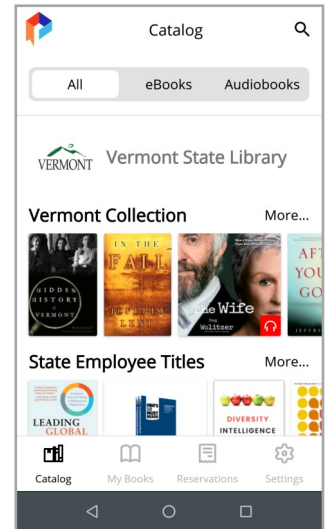 Catalog
All eBooks Audiobooks
VERMONT Vermont State Library
Vermont Collection More...
HIDDEN
HISTORY
VERMONT
IN THE
FALL
JEFFREY
LENT
The Wife
Meg
Wolitzer
AFT
YOU
GO
State Employee Titles More...
LEADING
GLOBAL
DIVERSITY
INTELLIGENCE
Catalog My Books Reservations Settings